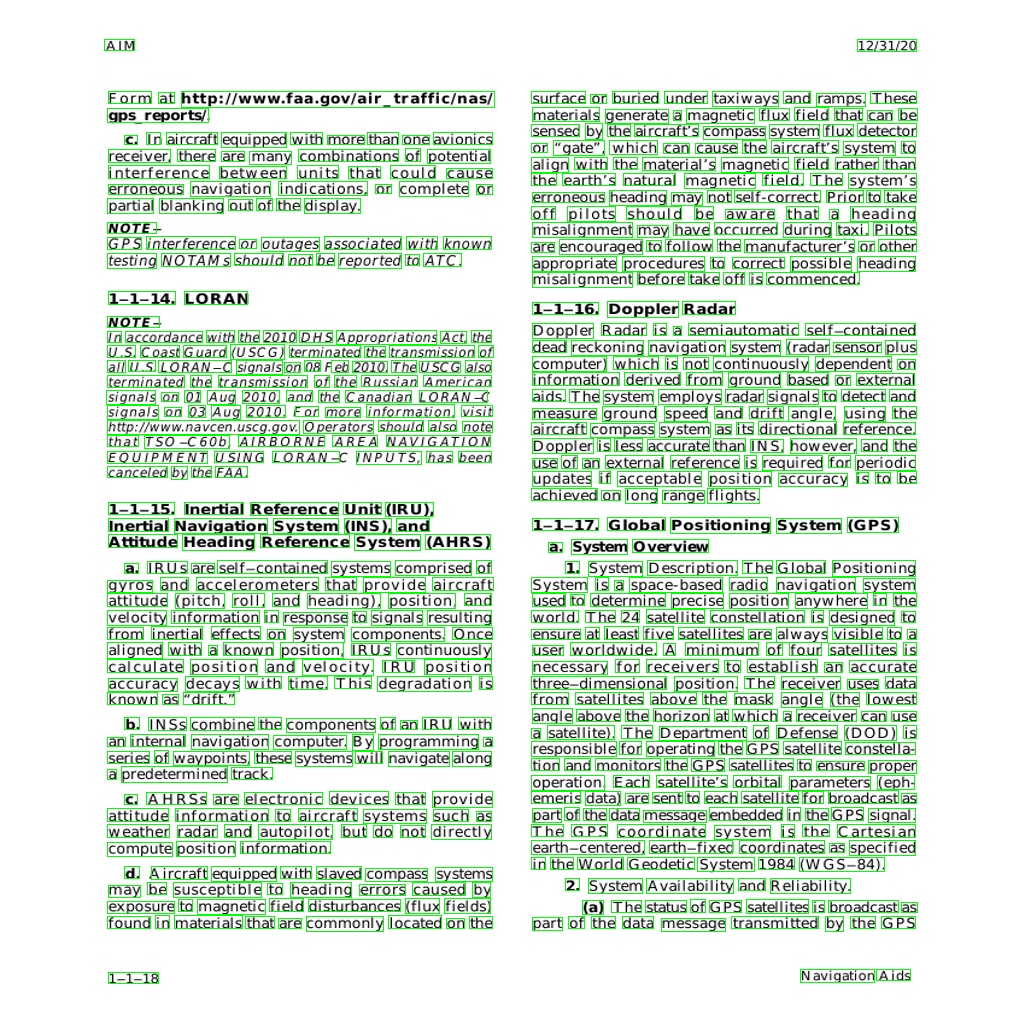 AIM
12/31/20
Form at http://www.faa.gov/air_traffic/nas/
gps_reports/.
c. In aircraft equipped with more than one avionics
receiver, there are many combinations of potential
interference between units that could cause
erroneous navigation indications, or complete or
partial blanking out of the display.
NOTE–
GPS interference or outages associated with known
testing NOTAMs should not be reported to ATC.
1–1–14. LORAN
NOTE–
In accordance with the 2010 DHS Appropriations Act, the
U.S. Coast Guard (USCG) terminated the transmission of
all U.S. LORAN–C signals on 08 Feb 2010. The USCG also
terminated the transmission of the Russian American
signals on 01 Aug 2010, and the Canadian LORAN–C
signals on 03 Aug 2010. For more information, visit
http://www.navcen.uscg.gov. Operators should also note
that TSO–C60b, AIRBORNE AREA NAVIGATION
EQUIPMENT USING LORAN–C INPUTS, has been
canceled by the FAA.
1–1–15. Inertial Reference Unit (IRU),
Inertial Navigation System (INS), and
Attitude Heading Reference System (AHRS)
a. IRUs are self–contained systems comprised of
gyros and accelerometers that provide aircraft
attitude (pitch, roll, and heading), position, and
velocity information in response to signals resulting
from inertial effects on system components. Once
aligned with a known position, IRUs continuously
calculate position and velocity. IRU position
accuracy decays with time. This degradation is
known as “drift.”
b. INSs combine the components of an IRU with
an internal navigation computer. By programming a
series of waypoints, these systems will navigate along
a predetermined track.
c. AHRSs are electronic devices that provide
attitude information to aircraft systems such as
weather radar and autopilot, but do not directly
compute position information.
d. Aircraft equipped with slaved compass systems
may be susceptible to heading errors caused by
exposure to magnetic field disturbances (flux fields)
found in materials that are commonly located on the
surface or buried under taxiways and ramps. These
materials generate a magnetic flux field that can be
sensed by the aircraft’s compass system flux detector
or “gate”, which can cause the aircraft’s system to
align with the material’s magnetic field rather than
the earth’s natural magnetic field. The system’s
erroneous heading may not self-correct. Prior to take
off pilots should be aware that a heading
misalignment may have occurred during taxi. Pilots
are encouraged to follow the manufacturer’s or other
appropriate procedures to correct possible heading
misalignment before take off is commenced.
1–1–16. Doppler Radar
Doppler Radar is a semiautomatic self–contained
dead reckoning navigation system (radar sensor plus
computer) which is not continuously dependent on
information derived from ground based or external
aids. The system employs radar signals to detect and
measure ground speed and drift angle, using the
aircraft compass system as its directional reference.
Doppler is less accurate than INS, however, and the
use of an external reference is required for periodic
updates if acceptable position accuracy is to be
achieved on long range flights.
1–1–17. Global Positioning System (GPS)
a. System Overview
1. System Description. The Global Positioning
System is a space-based radio navigation system
used to determine precise position anywhere in the
world. The 24 satellite constellation is designed to
ensure at least five satellites are always visible to a
user worldwide. A minimum of four satellites is
necessary for receivers to establish an accurate
three–dimensional position. The receiver uses data
from satellites above the mask angle (the lowest
angle above the horizon at which a receiver can use
a satellite). The Department of Defense (DOD) is
responsible for operating the GPS satellite constella-
tion and monitors the GPS satellites to ensure proper
operation. Each satellite’s orbital parameters (eph-
emeris data) are sent to each satellite for broadcast as
part of the data message embedded in the GPS signal.
The GPS coordinate system is the Cartesian
earth–centered, earth–fixed coordinates as specified
in the World Geodetic System 1984 (WGS–84).
2. System Availability and Reliability.
(a) The status of GPS satellites is broadcast as
part of the data message transmitted by the GPS
1–1–18
Navigation Aids